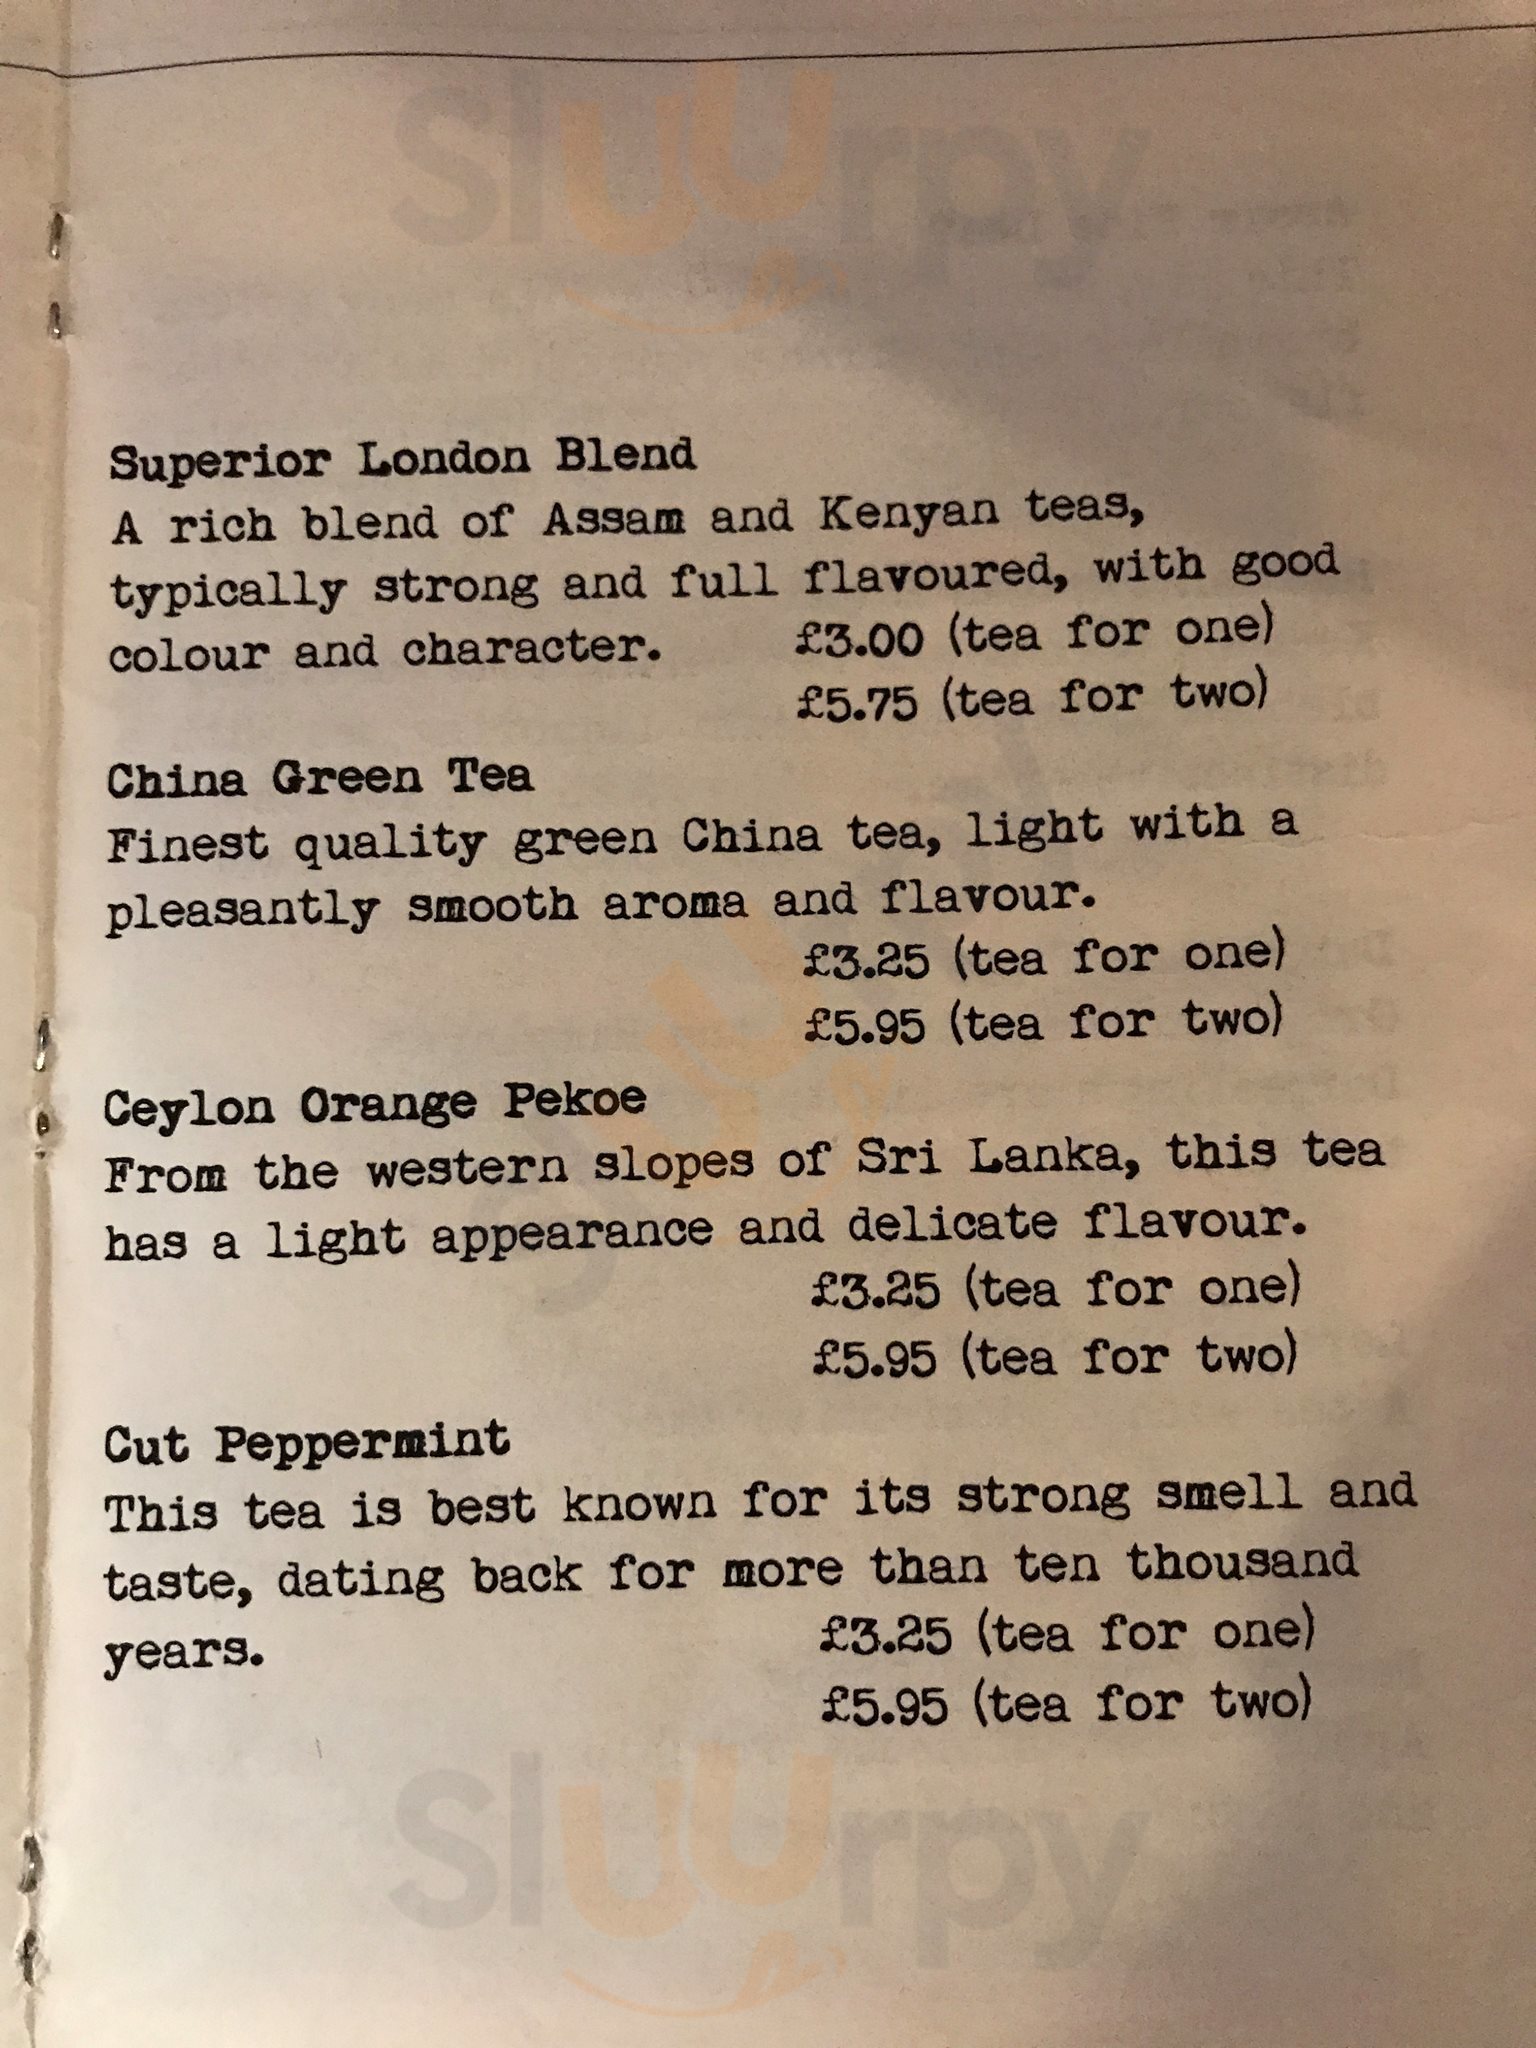 Sluurpy
Superior London Blend
A rich blend of Assam and Kenyan teas,
typically strong and full flavoured, with good
colour and character. £3.00 (tea for one)
£5.75 (tea for two)
China Green Tea
Finest quality green China tea, light with a
pleasantly smooth aroma and flavour.
£3.25 (tea for one)
£5.95 (tea for two)
Ceylon Orange Pekoe
From the western slopes of Sri Lanka, this tea
has a light appearance and delicate flavour.
£3.25 (tea for one)
£5.95 (tea for two)
Cut Peppermint
This tea is best known for its strong smell and
taste, dating back for more than ten thousand
years. £3.25 (tea for one)
£5.95 (tea for two)
Sluurpy